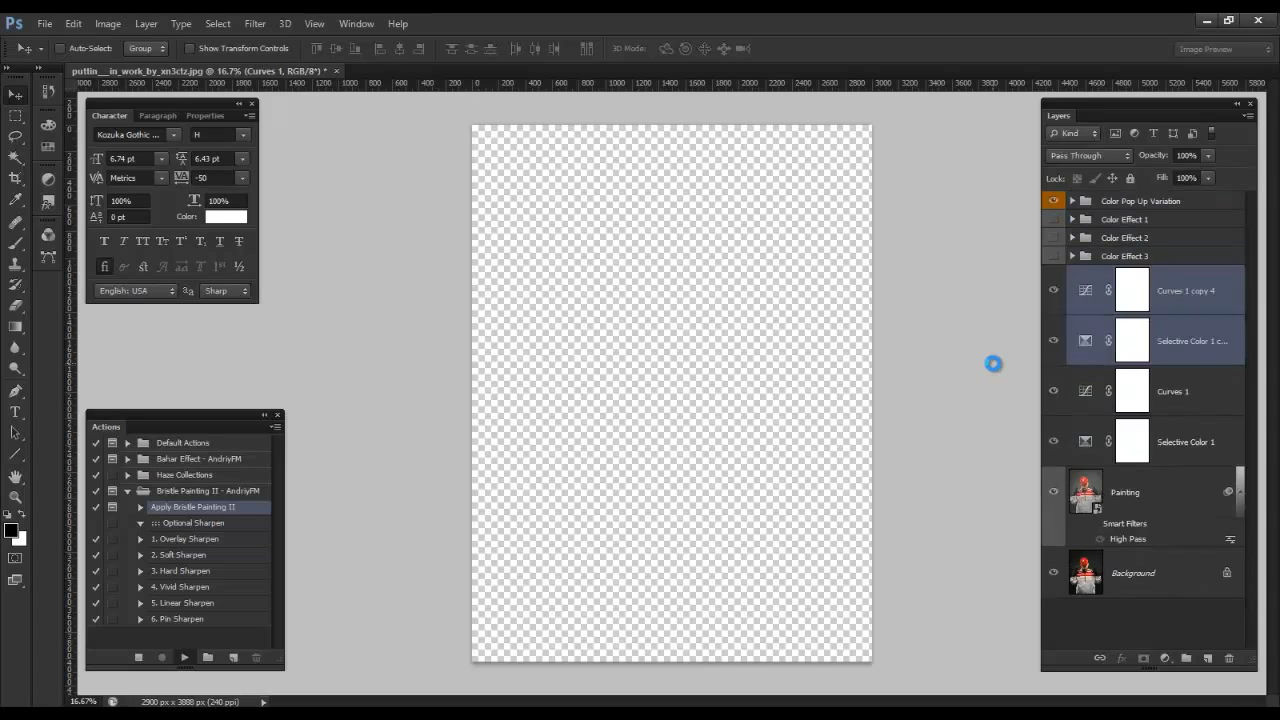 Ps File Edit Image Layer Type Select Filter 3D View Window Help
Auto-Select: Group Show Transform Controls 3D Mode: Image Preview
puttin___in_work_by_xn3ctz.jpg @ 16.7% (Curves 1, RGB/8*) *
Character Paragraph Properties
Kozuka Gothic ... H
6.74 pt 6.43 pt
Metrics -50
100% 100%
0 pt Color:
English: USA Sharp
Actions
Default Actions
Bahar Effect - AndriyFM
Haze Collections
Bristle Painting II - AndriyFM
Apply Bristle Painting II
::: Optional Sharpen
1. Overlay Sharpen
2. Soft Sharpen
3. Hard Sharpen
4. Vivid Sharpen
5. Linear Sharpen
6. Pin Sharpen
Layers
Kind
Pass Through Opacity: 100%
Lock: Fill: 100%
Color Pop Up Variation
Color Effect 1
Color Effect 2
Color Effect 3
Curves 1 copy 4
Selective Color 1 c...
Curves 1
Selective Color 1
Painting
Smart Filters
High Pass
Background
16.67% 2900 px x 3888 px (240 ppi)